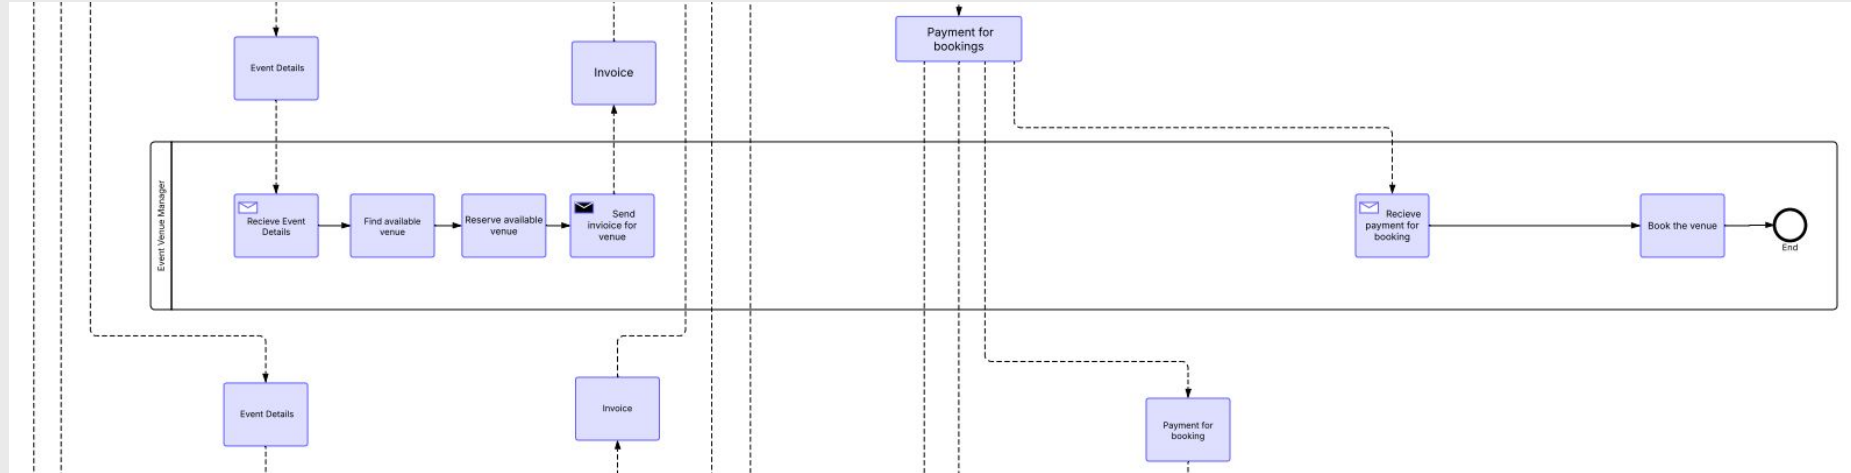 Payment for
bookings
Event Details
Invoice
Event Venue Manager
Recieve Event
Details
Find available
venue
Reserve available
venue
Send
invioice for
venue
Recieve
payment for
booking
Book the venue
End
Event Details
Invoice
Payment for
booking